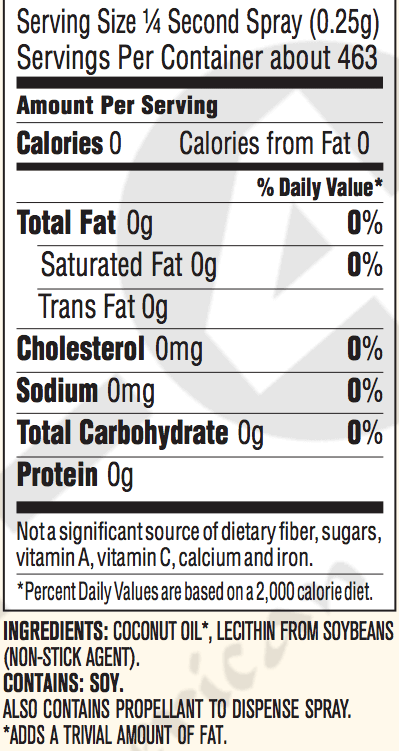 Serving Size ¼ Second Spray (0.25g)
Servings Per Container about 463
Amount Per Serving
Calories 0 Calories from Fat 0
% Daily Value*
Total Fat 0g 0%
Saturated Fat 0g 0%
Trans Fat 0g
Cholesterol 0mg 0%
Sodium 0mg 0%
Total Carbohydrate 0g 0%
Protein 0g
Not a significant source of dietary fiber, sugars,
vitamin A, vitamin C, calcium and iron.
*Percent Daily Values are based on a 2,000 calorie diet.
INGREDIENTS: COCONUT OIL*, LECITHIN FROM SOYBEANS
(NON-STICK AGENT).
CONTAINS: SOY.
ALSO CONTAINS PROPELLANT TO DISPENSE SPRAY.
*ADDS A TRIVIAL AMOUNT OF FAT.